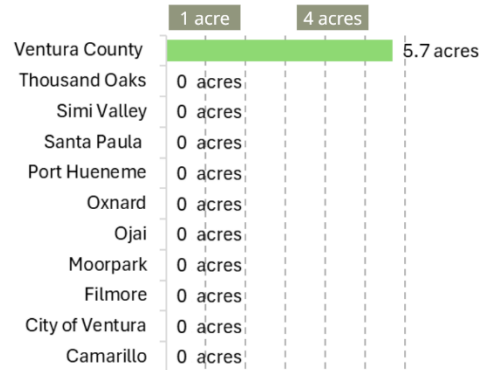 1 acre 4 acres
Ventura County 5.7 acres
Thousand Oaks 0 acres
Simi Valley 0 acres
Santa Paula 0 acres
Port Hueneme 0 acres
Oxnard 0 acres
Ojai 0 acres
Moorpark 0 acres
Filmore 0 acres
City of Ventura 0 acres
Camarillo 0 acres